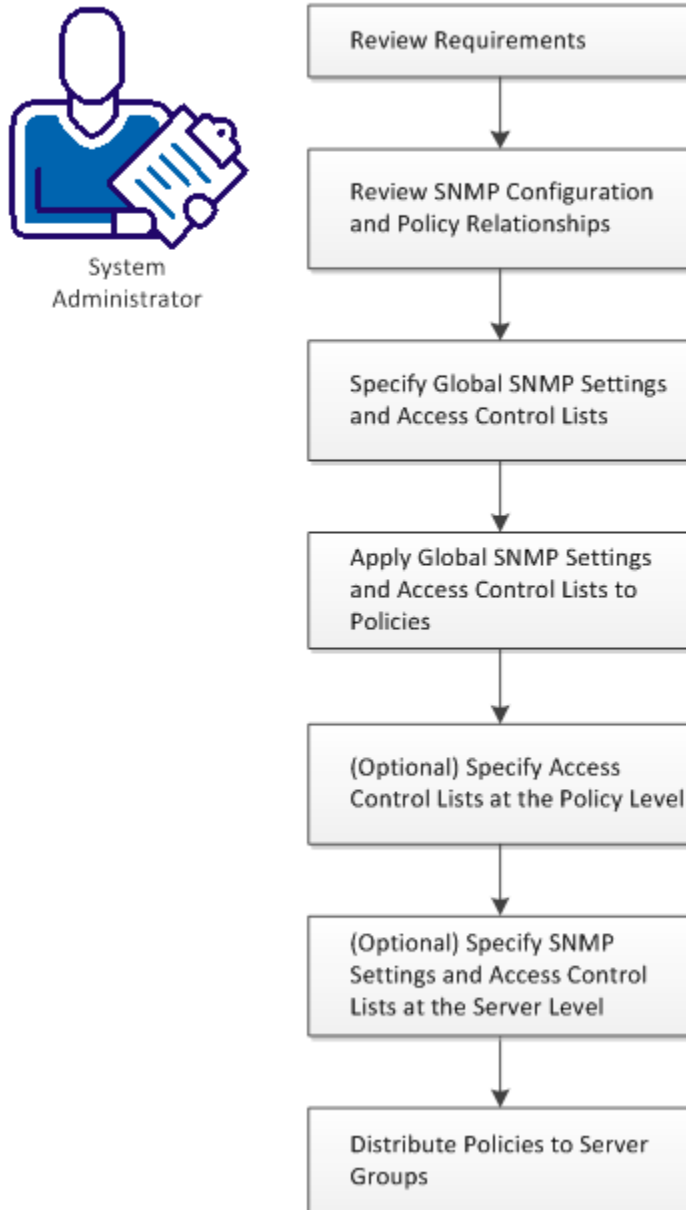 System
Administrator
Review Requirements
Review SNMP Configuration
and Policy Relationships
Specify Global SNMP Settings
and Access Control Lists
Apply Global SNMP Settings
and Access Control Lists to
Policies
(Optional) Specify Access
Control Lists at the Policy Level
(Optional) Specify SNMP
Settings and Access Control
Lists at the Server Level
Distribute Policies to Server
Groups